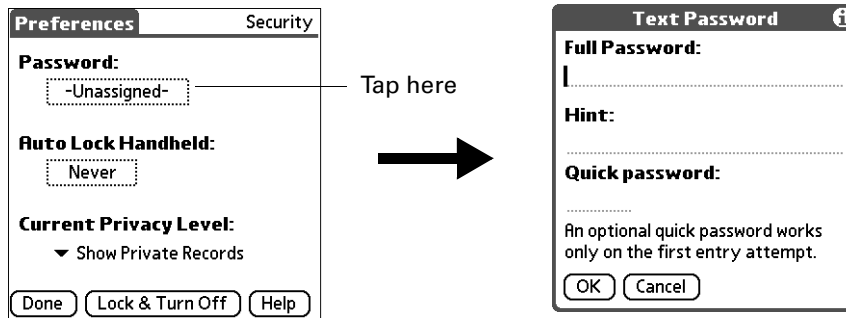 Preferences Security
Password:
-Unassigned-
Auto Lock Handheld:
Never
Current Privacy Level:
Show Private Records
Done Lock & Turn Off Help
Tap here
Text Password i
Full Password:
Hint:
Quick password:
An optional quick password works
only on the first entry attempt.
OK Cancel